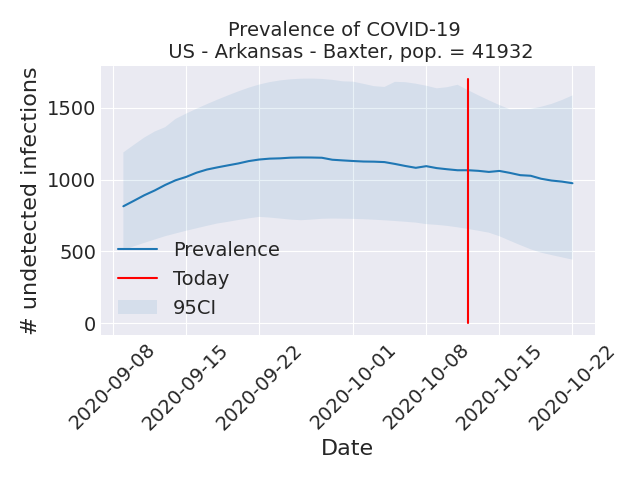 Prevalence of COVID-19
US - Arkansas - Baxter, pop. = 41932
# undetected infections
1500
1000
500
0
Prevalence
Today
95CI
2020-09-08
2020-09-15
2020-09-22
2020-10-01
2020-10-08
2020-10-15
2020-10-22
Date